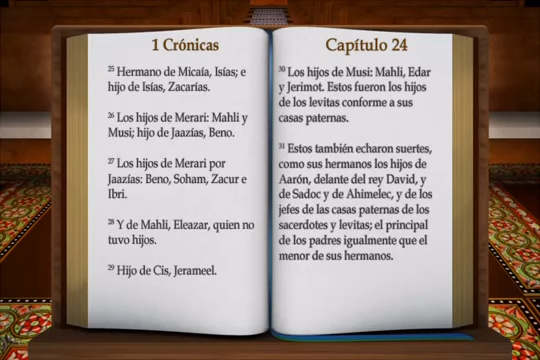 1 Crónicas
25 Hermano de Micaía, Isías; e
hijo de Isías, Zacarías.
26 Los hijos de Merari: Mahli y
Musi; hijo de Jaazías, Beno.
27 Los hijos de Merari por
Jaazías: Beno, Soham, Zacur e
Ibri.
28 Y de Mahli, Eleazar, quien no
tuvo hijos.
29 Hijo de Cis, Jerameel.
Capítulo 24
30 Los hijos de Musi: Mahli, Edar
y Jerimot. Estos fueron los hijos
de los levitas conforme a sus
casas paternas.
31 Estos también echaron suertes,
como sus hermanos los hijos de
Aarón, delante del rey David, y
de Sadoc y de Ahimelec, y de los
jefes de las casas paternas de los
sacerdotes y levitas; el principal
de los padres igualmente que el
menor de sus hermanos.